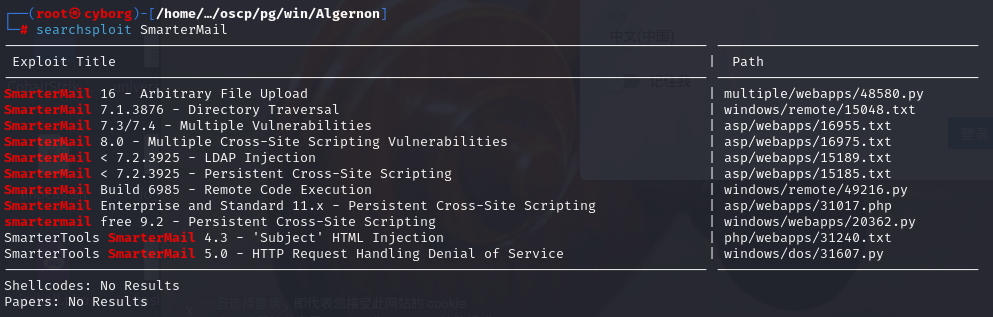 (root㉿cyborg)-[/home/…/oscp/pg/win/Algernon]
# searchsploit SmarterMail
Exploit Title | Path
SmarterMail 16 - Arbitrary File Upload | multiple/webapps/48580.py
SmarterMail 7.1.3876 - Directory Traversal | windows/remote/15048.txt
SmarterMail 7.3/7.4 - Multiple Vulnerabilities | asp/webapps/16955.txt
SmarterMail 8.0 - Multiple Cross-Site Scripting Vulnerabilities | asp/webapps/16975.txt
SmarterMail < 7.2.3925 - LDAP Injection | asp/webapps/15189.txt
SmarterMail < 7.2.3925 - Persistent Cross-Site Scripting | asp/webapps/15185.txt
SmarterMail Build 6985 - Remote Code Execution | windows/remote/49216.py
SmarterMail Enterprise and Standard 11.x - Persistent Cross-Site Scripting | asp/webapps/31017.php
smartermail free 9.2 - Persistent Cross-Site Scripting | windows/webapps/20362.py
SmarterTools SmarterMail 4.3 - 'Subject' HTML Injection | php/webapps/31240.txt
SmarterTools SmarterMail 5.0 - HTTP Request Handling Denial of Service | windows/dos/31607.py
Shellcodes: No Results
Papers: No Results
中文(中国)
cookie